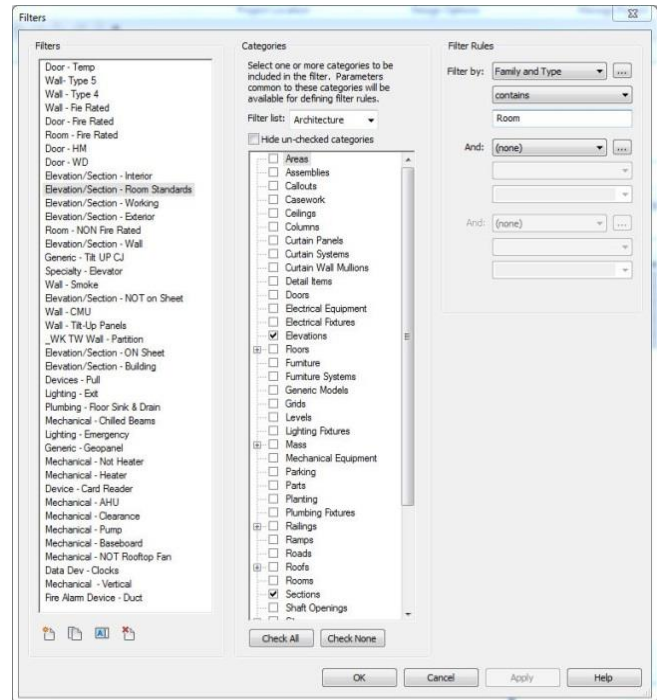 Filters
Filters
Door - Temp
Wall- Type 5
Wall - Type 4
Wall - Fie Rated
Door - Fire Rated
Room - Fire Rated
Door - HM
Door - WD
Elevation/Section - Interior
Elevation/Section - Room Standards
Elevation/Section - Working
Elevation/Section - Exterior
Room - NON Fire Rated
Elevation/Section - Wall
Generic - Tilt UP CJ
Specialty - Elevator
Wall - Smoke
Elevation/Section - NOT on Sheet
Wall - CMU
Wall - Tilt-Up Panels
_WK TW Wall - Partition
Elevation/Section - ON Sheet
Elevation/Section - Building
Devices - Pull
Lighting - Exit
Plumbing - Floor Sink & Drain
Mechanical - Chilled Beams
Lighting - Emergency
Generic - Geopanel
Mechanical - Not Heater
Mechanical - Heater
Device - Card Reader
Mechanical - AHU
Mechanical - Clearance
Mechanical - Pump
Mechanical - Baseboard
Mechanical - NOT Rooftop Fan
Data Dev - Clocks
Mechanical - Vertical
Fire Alarm Device - Duct
Categories
Select one or more categories to be
included in the filter. Parameters
common to these categories will be
available for defining filter rules.
Filter list: Architecture
Hide un-checked categories
Areas
Assemblies
Callouts
Casework
Ceilings
Columns
Curtain Panels
Curtain Systems
Curtain Wall Mullions
Detail Items
Doors
Electrical Equipment
Electrical Fixtures
Elevations
Floors
Furniture
Furniture Systems
Generic Models
Grids
Levels
Lighting Fixtures
Mass
Mechanical Equipment
Parking
Parts
Planting
Plumbing Fixtures
Railings
Ramps
Roads
Roofs
Rooms
Sections
Shaft Openings
Check All Check None
Filter Rules
Filter by: Family and Type ...
contains
Room
And: (none) ...
And: (none) ...
OK Cancel Apply Help